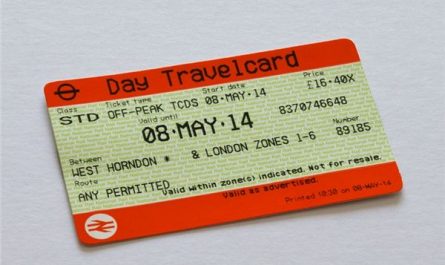 Day Travelcard
Class Ticket type Start date Price
STD OFF-PEAK TCDS 08·MAY·14 £16·40X
Valid until
08·MAY·14 8370746648
Between Number
WEST HORNDON * & LONDON ZONES 1-6 89185
Route
ANY PERMITTED Valid within zone(s) indicated. Not for resale.
Valid as advertised.
Printed 10:30 on 08-MAY-14